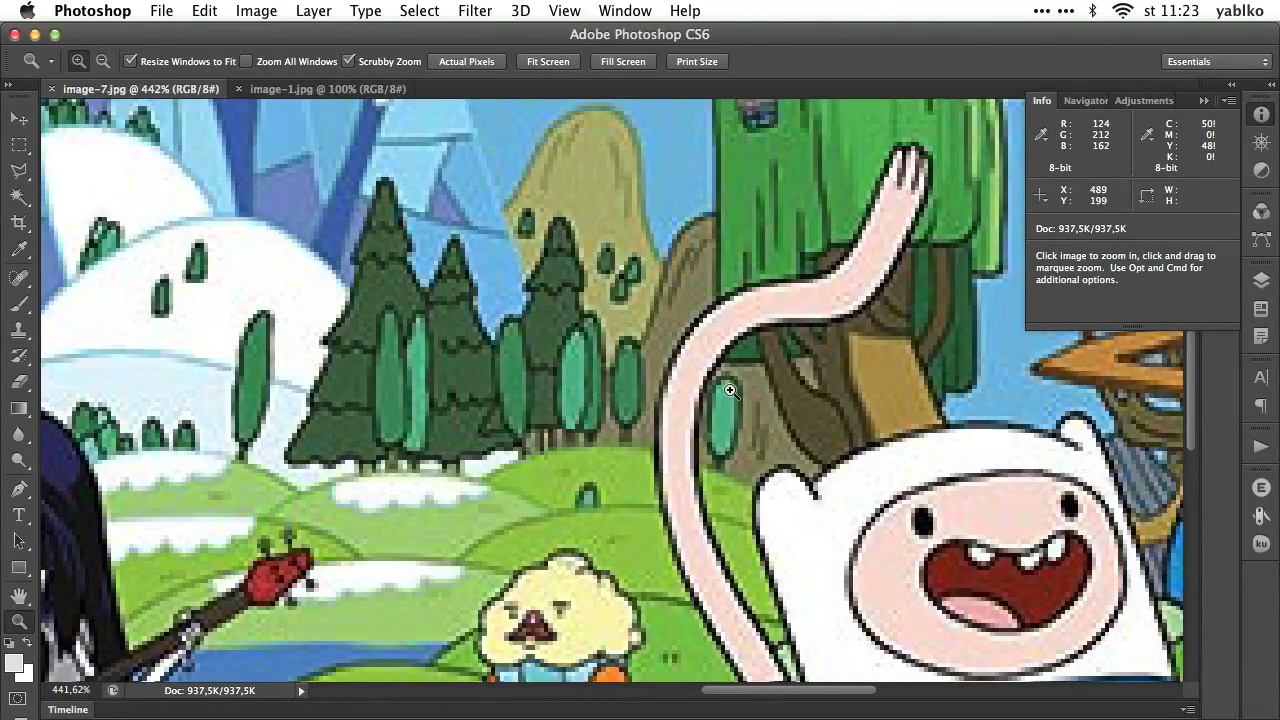 Photoshop File Edit Image Layer Type Select Filter 3D View Window Help st 11:23 yablko
Adobe Photoshop CS6
Resize Windows to Fit Zoom All Windows Scrubby Zoom Actual Pixels Fit Screen Fill Screen Print Size Essentials
× image-7.jpg @ 442% (RGB/8#) × image-1.jpg @ 100% (RGB/8#)
Info Navigator Adjustments
R: 124 C: 50!
G: 212 M: 0!
B: 162 Y: 48!
K: 0!
8-bit 8-bit
X: 489 W:
Y: 199 H:
Doc: 937,5K/937,5K
Click image to zoom in, click and drag to
marquee zoom. Use Opt and Cmd for
additional options.
441,62% Doc: 937,5K/937,5K
Timeline